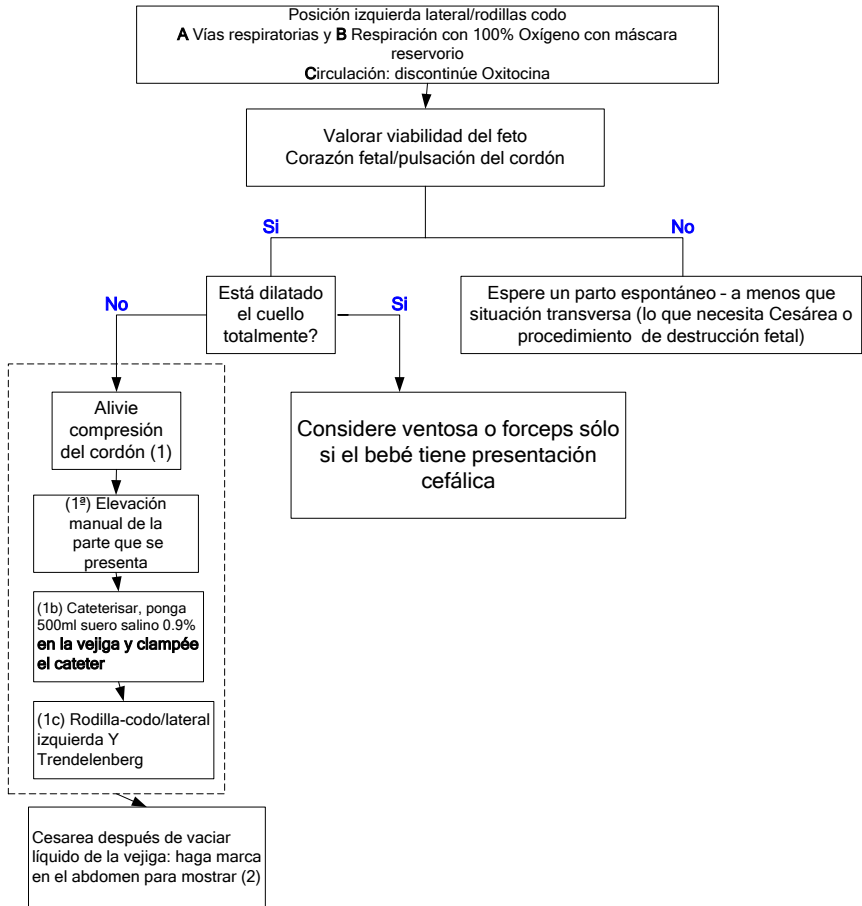 Posición izquierda lateral/rodillas codo
A Vías respiratorias y B Respiración con 100% Oxígeno con máscara
reservorio
Circulación: discontinúe Oxitocina
Valorar viabilidad del feto
Corazón fetal/pulsación del cordón
Si
No
Está dilatado
el cuello
totalmente?
Espere un parto espontáneo - a menos que
situación transversa (lo que necesita Cesárea o
procedimiento de destrucción fetal)
No
Si
Alivie
compresión
del cordón (1)
Considere ventosa o forceps sólo
si el bebé tiene presentación
cefálica
(1ª) Elevación
manual de la
parte que se
presenta
(1b) Cateterisar, ponga
500ml suero salino 0.9%
en la vejiga y clampée
el cateter
(1c) Rodilla-codo/lateral
izquierda Y
Trendelenberg
Cesarea después de vaciar
líquido de la vejiga: haga marca
en el abdomen para mostrar (2)